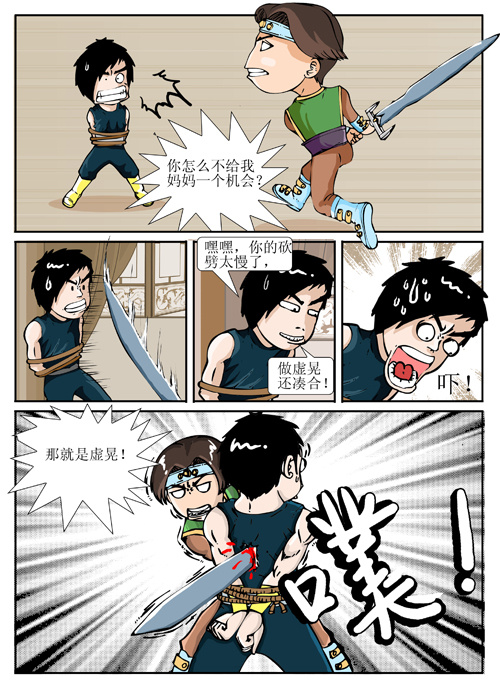 你怎么不给我
妈妈一个机会?
嘿嘿，你的砍
劈太慢了，
做虚晃
还凑合!
吓!
那就是虚晃!
噗!